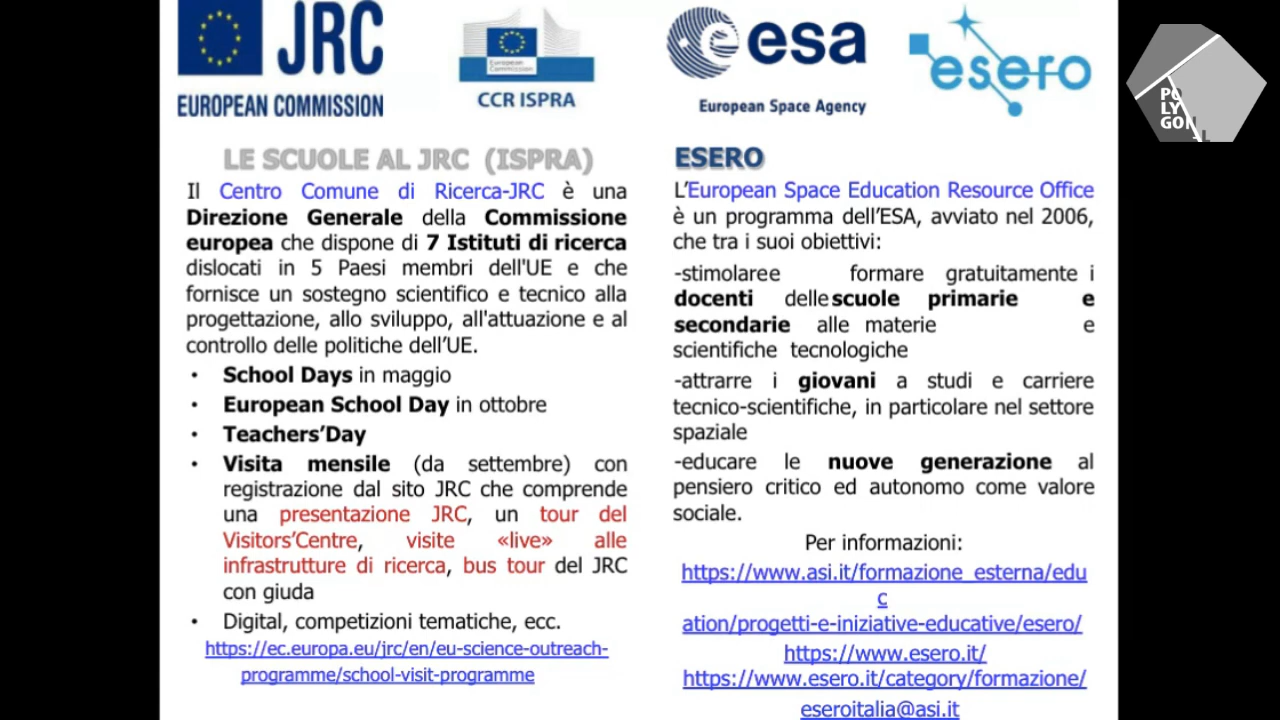 JRC
EUROPEAN COMMISSION
European
Commission
CCR ISPRA
esa
European Space Agency
esero
PO
LY
GON
AL
LE SCUOLE AL JRC (ISPRA)
Il Centro Comune di Ricerca-JRC è una
Direzione Generale della Commissione
europea che dispone di 7 Istituti di ricerca
dislocati in 5 Paesi membri dell'UE e che
fornisce un sostegno scientifico e tecnico alla
progettazione, allo sviluppo, all'attuazione e al
controllo delle politiche dell’UE.
• School Days in maggio
• European School Day in ottobre
• Teachers’Day
• Visita mensile (da settembre) con
registrazione dal sito JRC che comprende
una presentazione JRC, un tour del
Visitors’Centre, visite «live» alle
infrastrutture di ricerca, bus tour del JRC
con giuda
• Digital, competizioni tematiche, ecc.
https://ec.europa.eu/jrc/en/eu-science-outreach-
programme/school-visit-programme
ESERO
L’European Space Education Resource Office
è un programma dell’ESA, avviato nel 2006,
che tra i suoi obiettivi:
-stimolaree formare gratuitamente i
docenti delle scuole primarie e
secondarie alle materie e
scientifiche tecnologiche
-attrarre i giovani a studi e carriere
tecnico-scientifiche, in particolare nel settore
spaziale
-educare le nuove generazione al
pensiero critico ed autonomo come valore
sociale.
Per informazioni:
https://www.asi.it/formazione_esterna/edu
c
ation/progetti-e-iniziative-educative/esero/
https://www.esero.it/
https://www.esero.it/category/formazione/
eseroitalia@asi.it